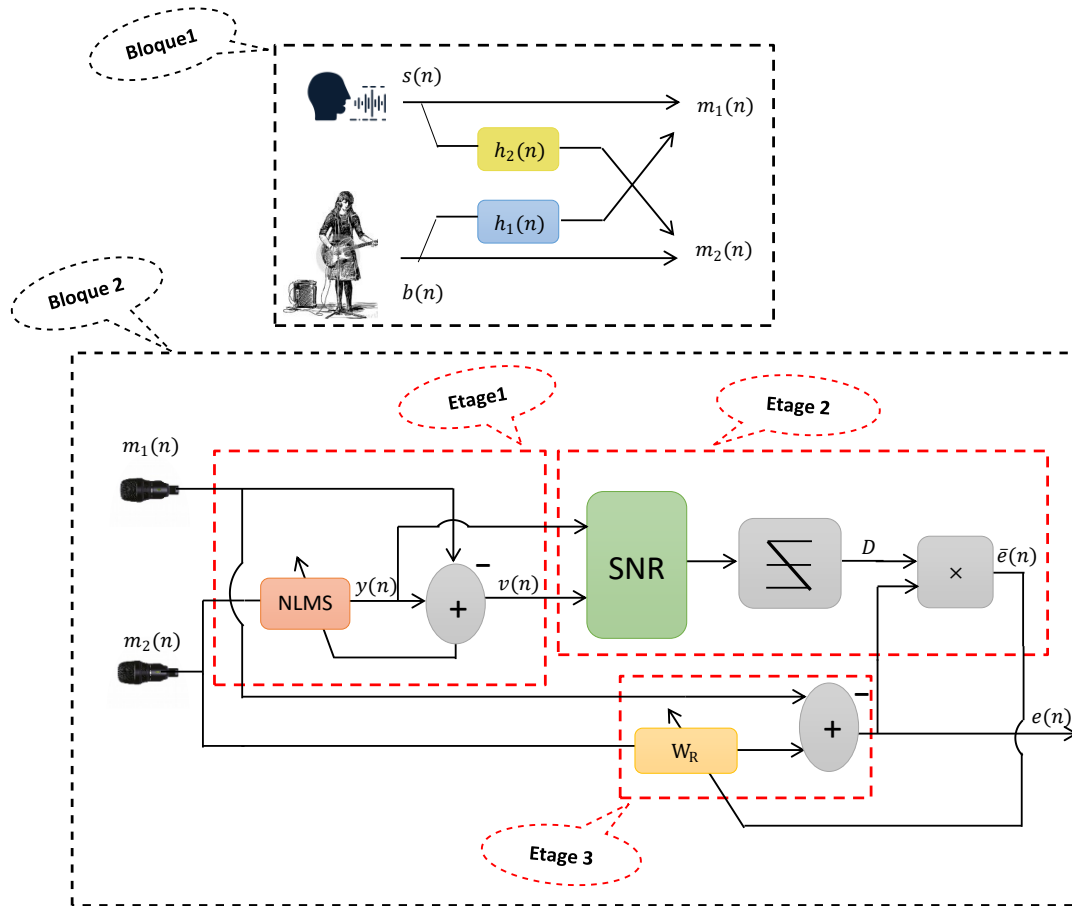 Bloque1
s(n)
m₁(n)
h₂(n)
h₁(n)
m₂(n)
b(n)
Bloque 2
Etage1
Etage 2
m₁(n)
−
SNR
D
×
ē(n)
NLMS
y(n)
+
v(n)
m₂(n)
−
e(n)
+
W_R
Etage 3